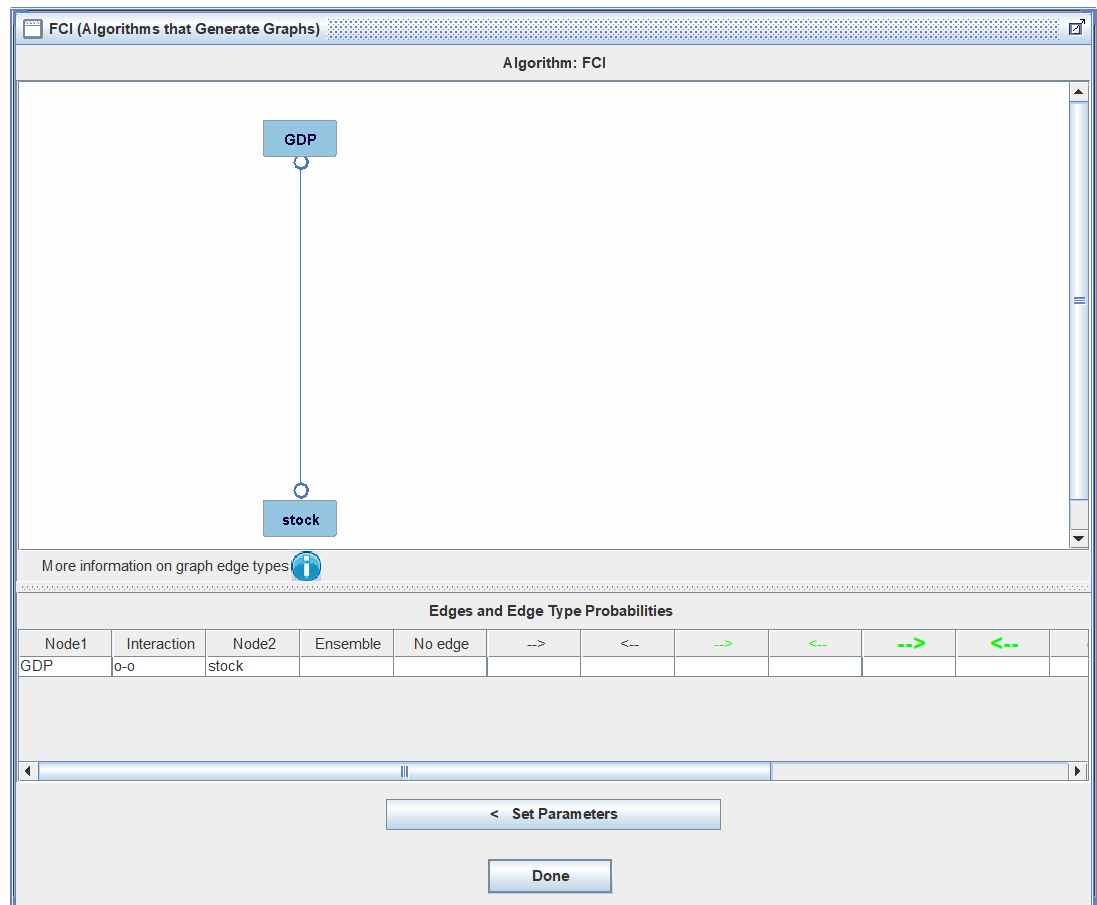 FCI (Algorithms that Generate Graphs)
Algorithm: FCI
GDP
stock
More information on graph edge types
Edges and Edge Type Probabilities
Node1 Interaction Node2 Ensemble No edge --> <-- --> <-- --> <--
GDP o-o stock
< Set Parameters
Done